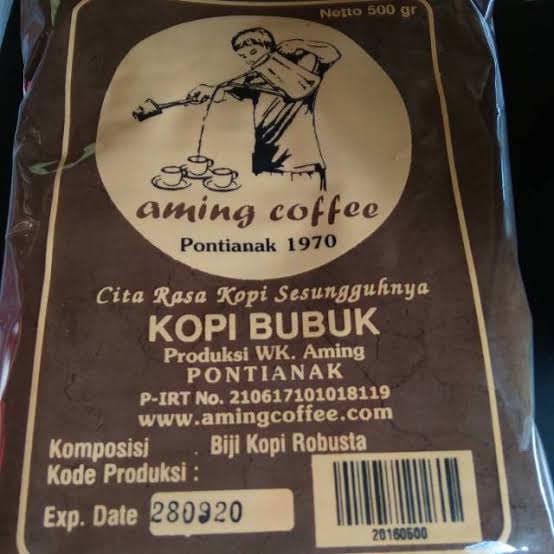 Netto 500 gr
aming coffee
Pontianak 1970
Cita Rasa Kopi Sesungguhnya
KOPI BUBUK
Produksi WK. Aming
PONTIANAK
P-IRT No. 210617101018119
www.amingcoffee.com
Komposisi Biji Kopi Robusta
Kode Produksi :
Exp. Date 280920
20160500